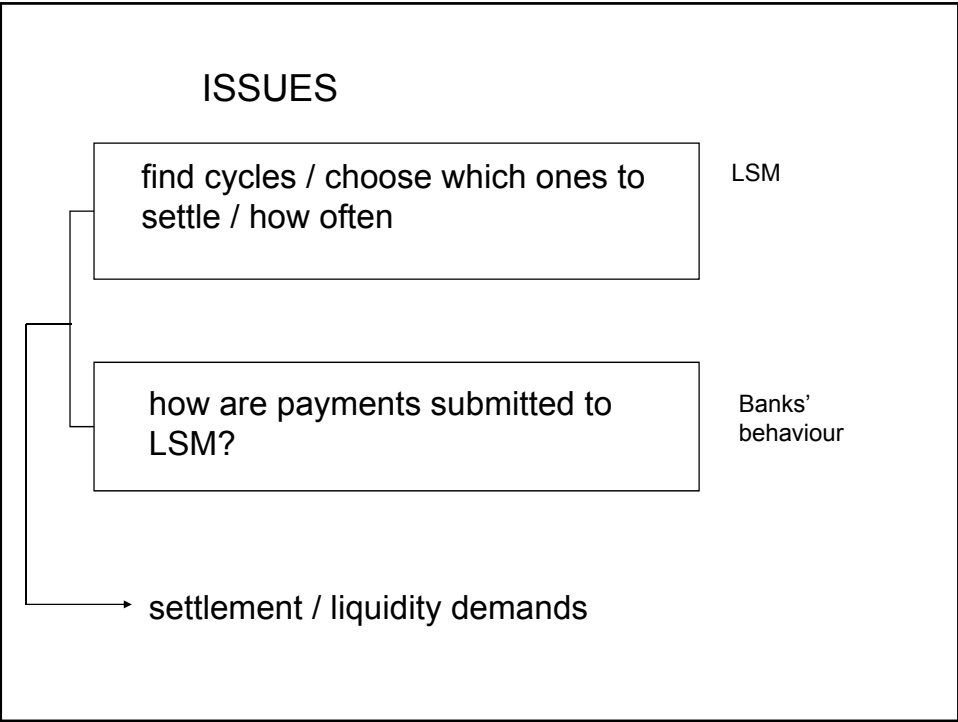 ISSUES
find cycles / choose which ones to
settle / how often
LSM
how are payments submitted to
LSM?
Banks'
behaviour
settlement / liquidity demands